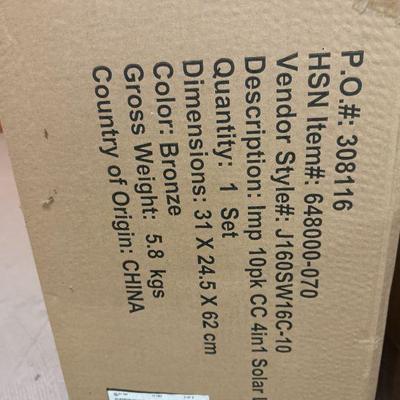 P.O.#: 308116
HSN Item#: 648000-070
Vendor Style#: J160SW16C-10
Description: Imp 10pk CC 4in1 Solar
Quantity: 1 Set
Dimensions: 31 X 24.5 X 62 cm
Color: Bronze
Gross Weight: 5.8 kgs
Country of Origin: CHINA